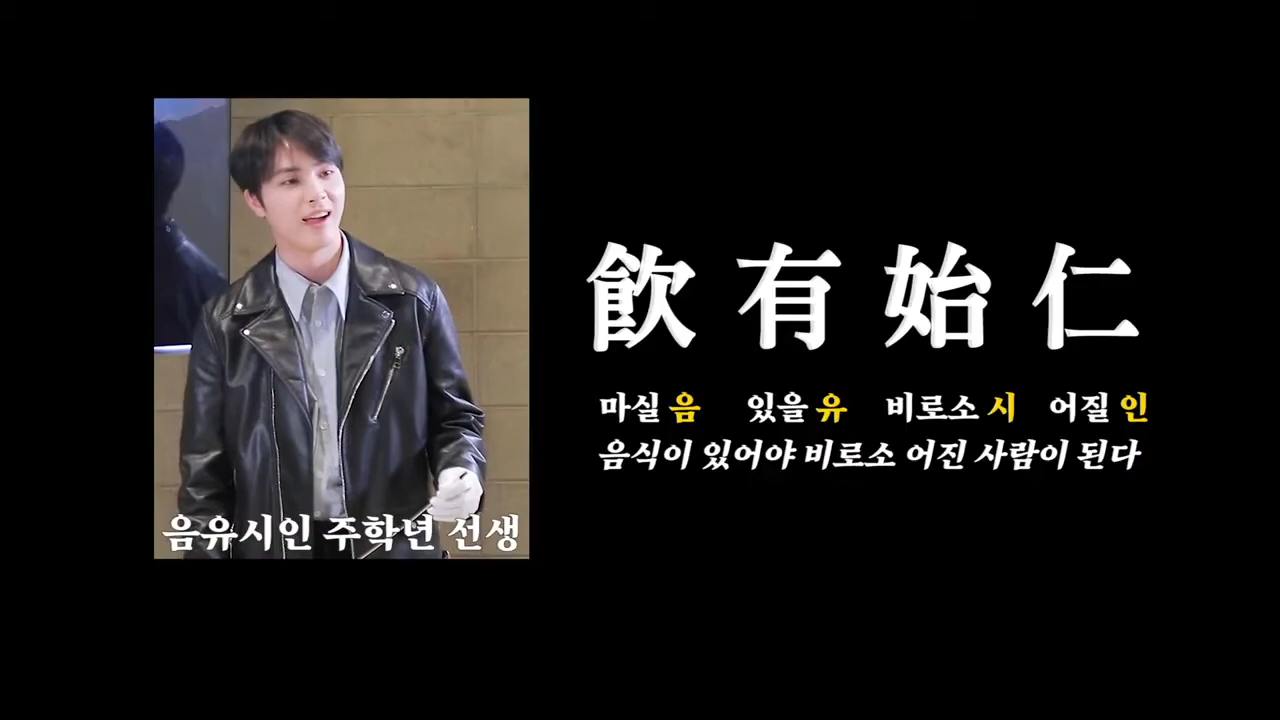 飮有始仁
마실 음 있을 유 비로소 시 어질 인
음식이 있어야 비로소 어진 사람이 된다
음유시인 주학년 선생